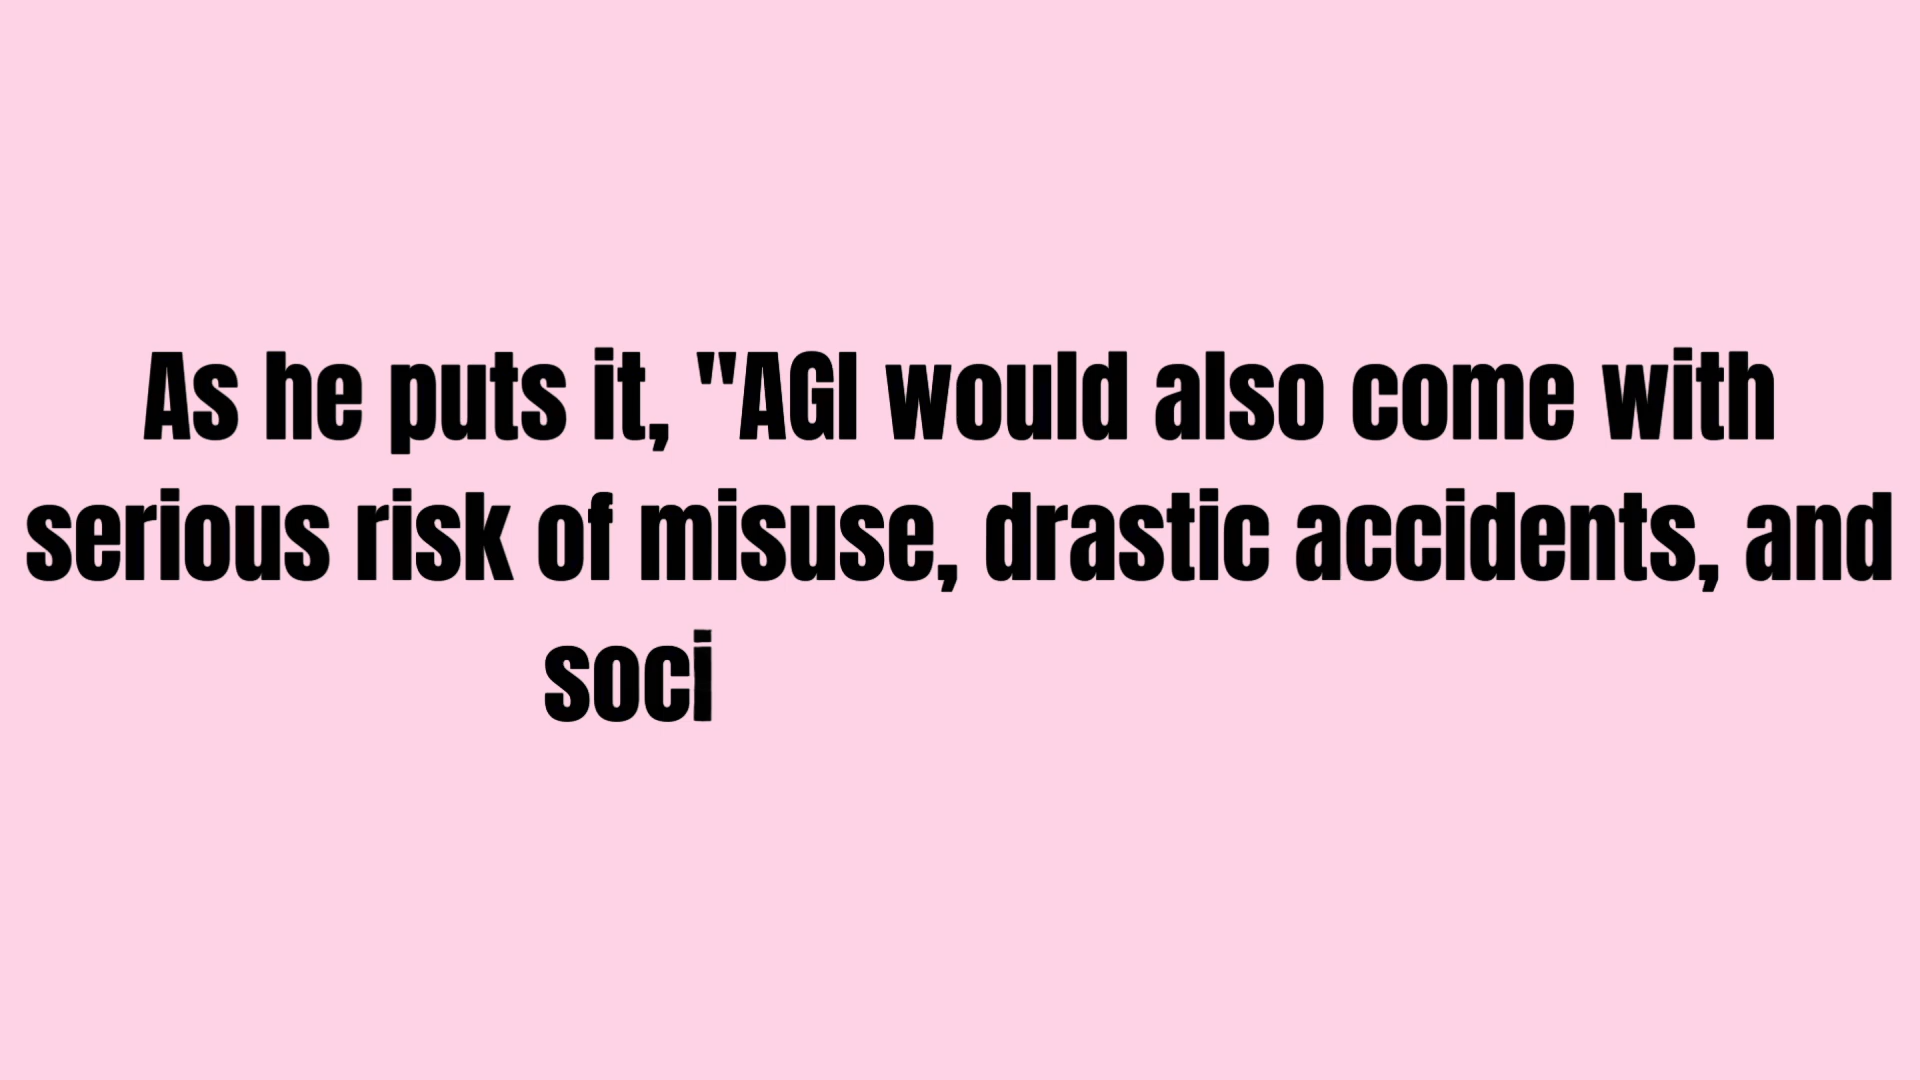 As he puts it, "AGI would also come with
serious risk of misuse, drastic accidents, and
soci